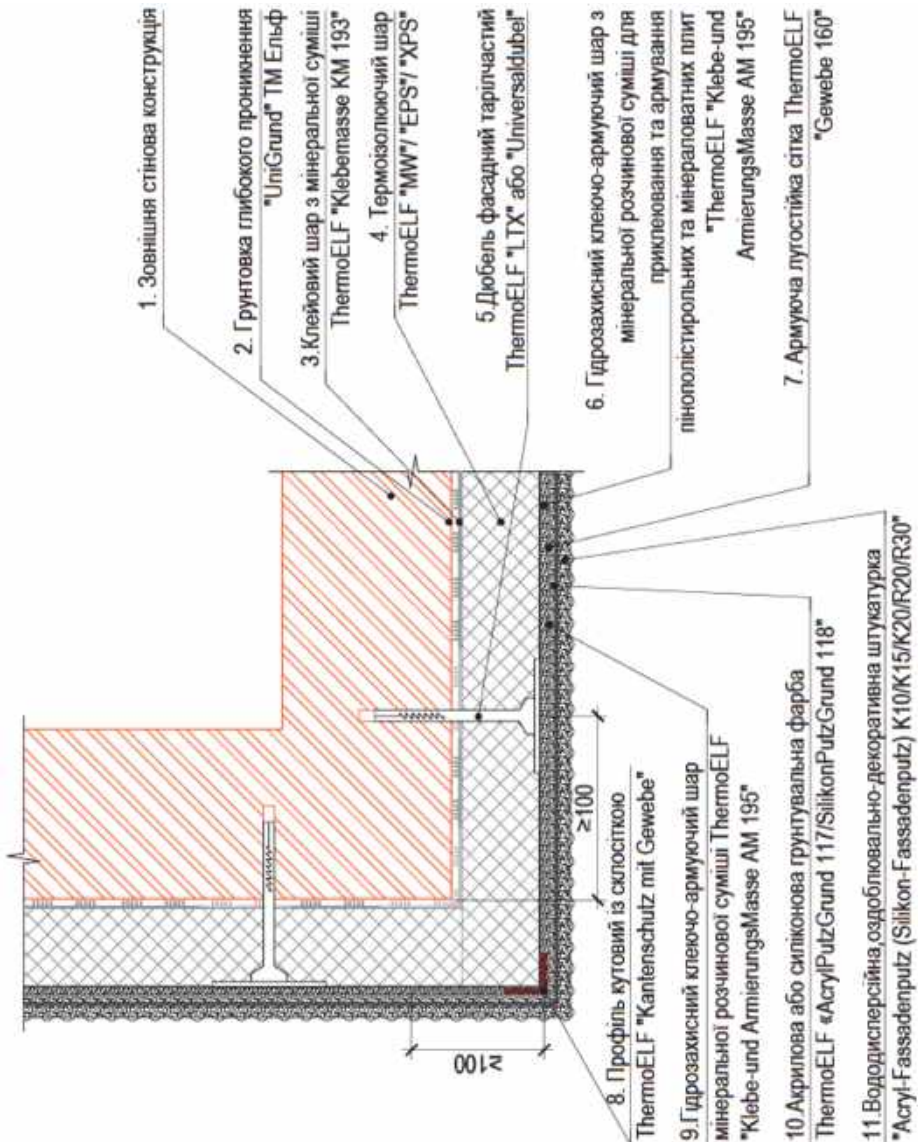 1. Зовнішня стінова конструкція
2. Грунтовка глибокого проникнення
"UniGrund" ТМ Ельф
3.Клейовий шар з мінеральної суміші
ThermoELF "Klebemasse KM 193"
4. Термоізолюючий шар
ThermoELF "MW"/ "EPS"/ "XPS"
5.Дюбель фасадний тарілчастий
ThermoELF "LTX" або "Universaldubel"
6. Гідрозахисний клеючо-армуючий шар з
мінеральної розчинової суміші для
приклеювання та армування
пінополістирольних та мінераловатних плит
"ThermoELF "Klebe-und
ArmierungsMasse AM 195"
7. Армуюча лугостійка сітка ThermoELF
"Gewebe 160"
≥100
≥100
8. Профіль кутовий із склосіткою
ThermoELF "Kantenschutz mit Gewebe"
9.Гідрозахисний клеючо-армуючий шар
мінеральної розчинової суміші ThermoELF
"Klebe-und ArmierungsMasse AM 195"
10.Акрилова або силіконова грунтувальна фарба
ThermoELF «AcrylPutzGrund 117/SilikonPutzGrund 118"
11.Вододисперсійна,оздоблювально-декоративна штукатурка
"Acryl-Fassadenputz (Silikon-Fassadenputz) K10/K15/K20/R20/R30"